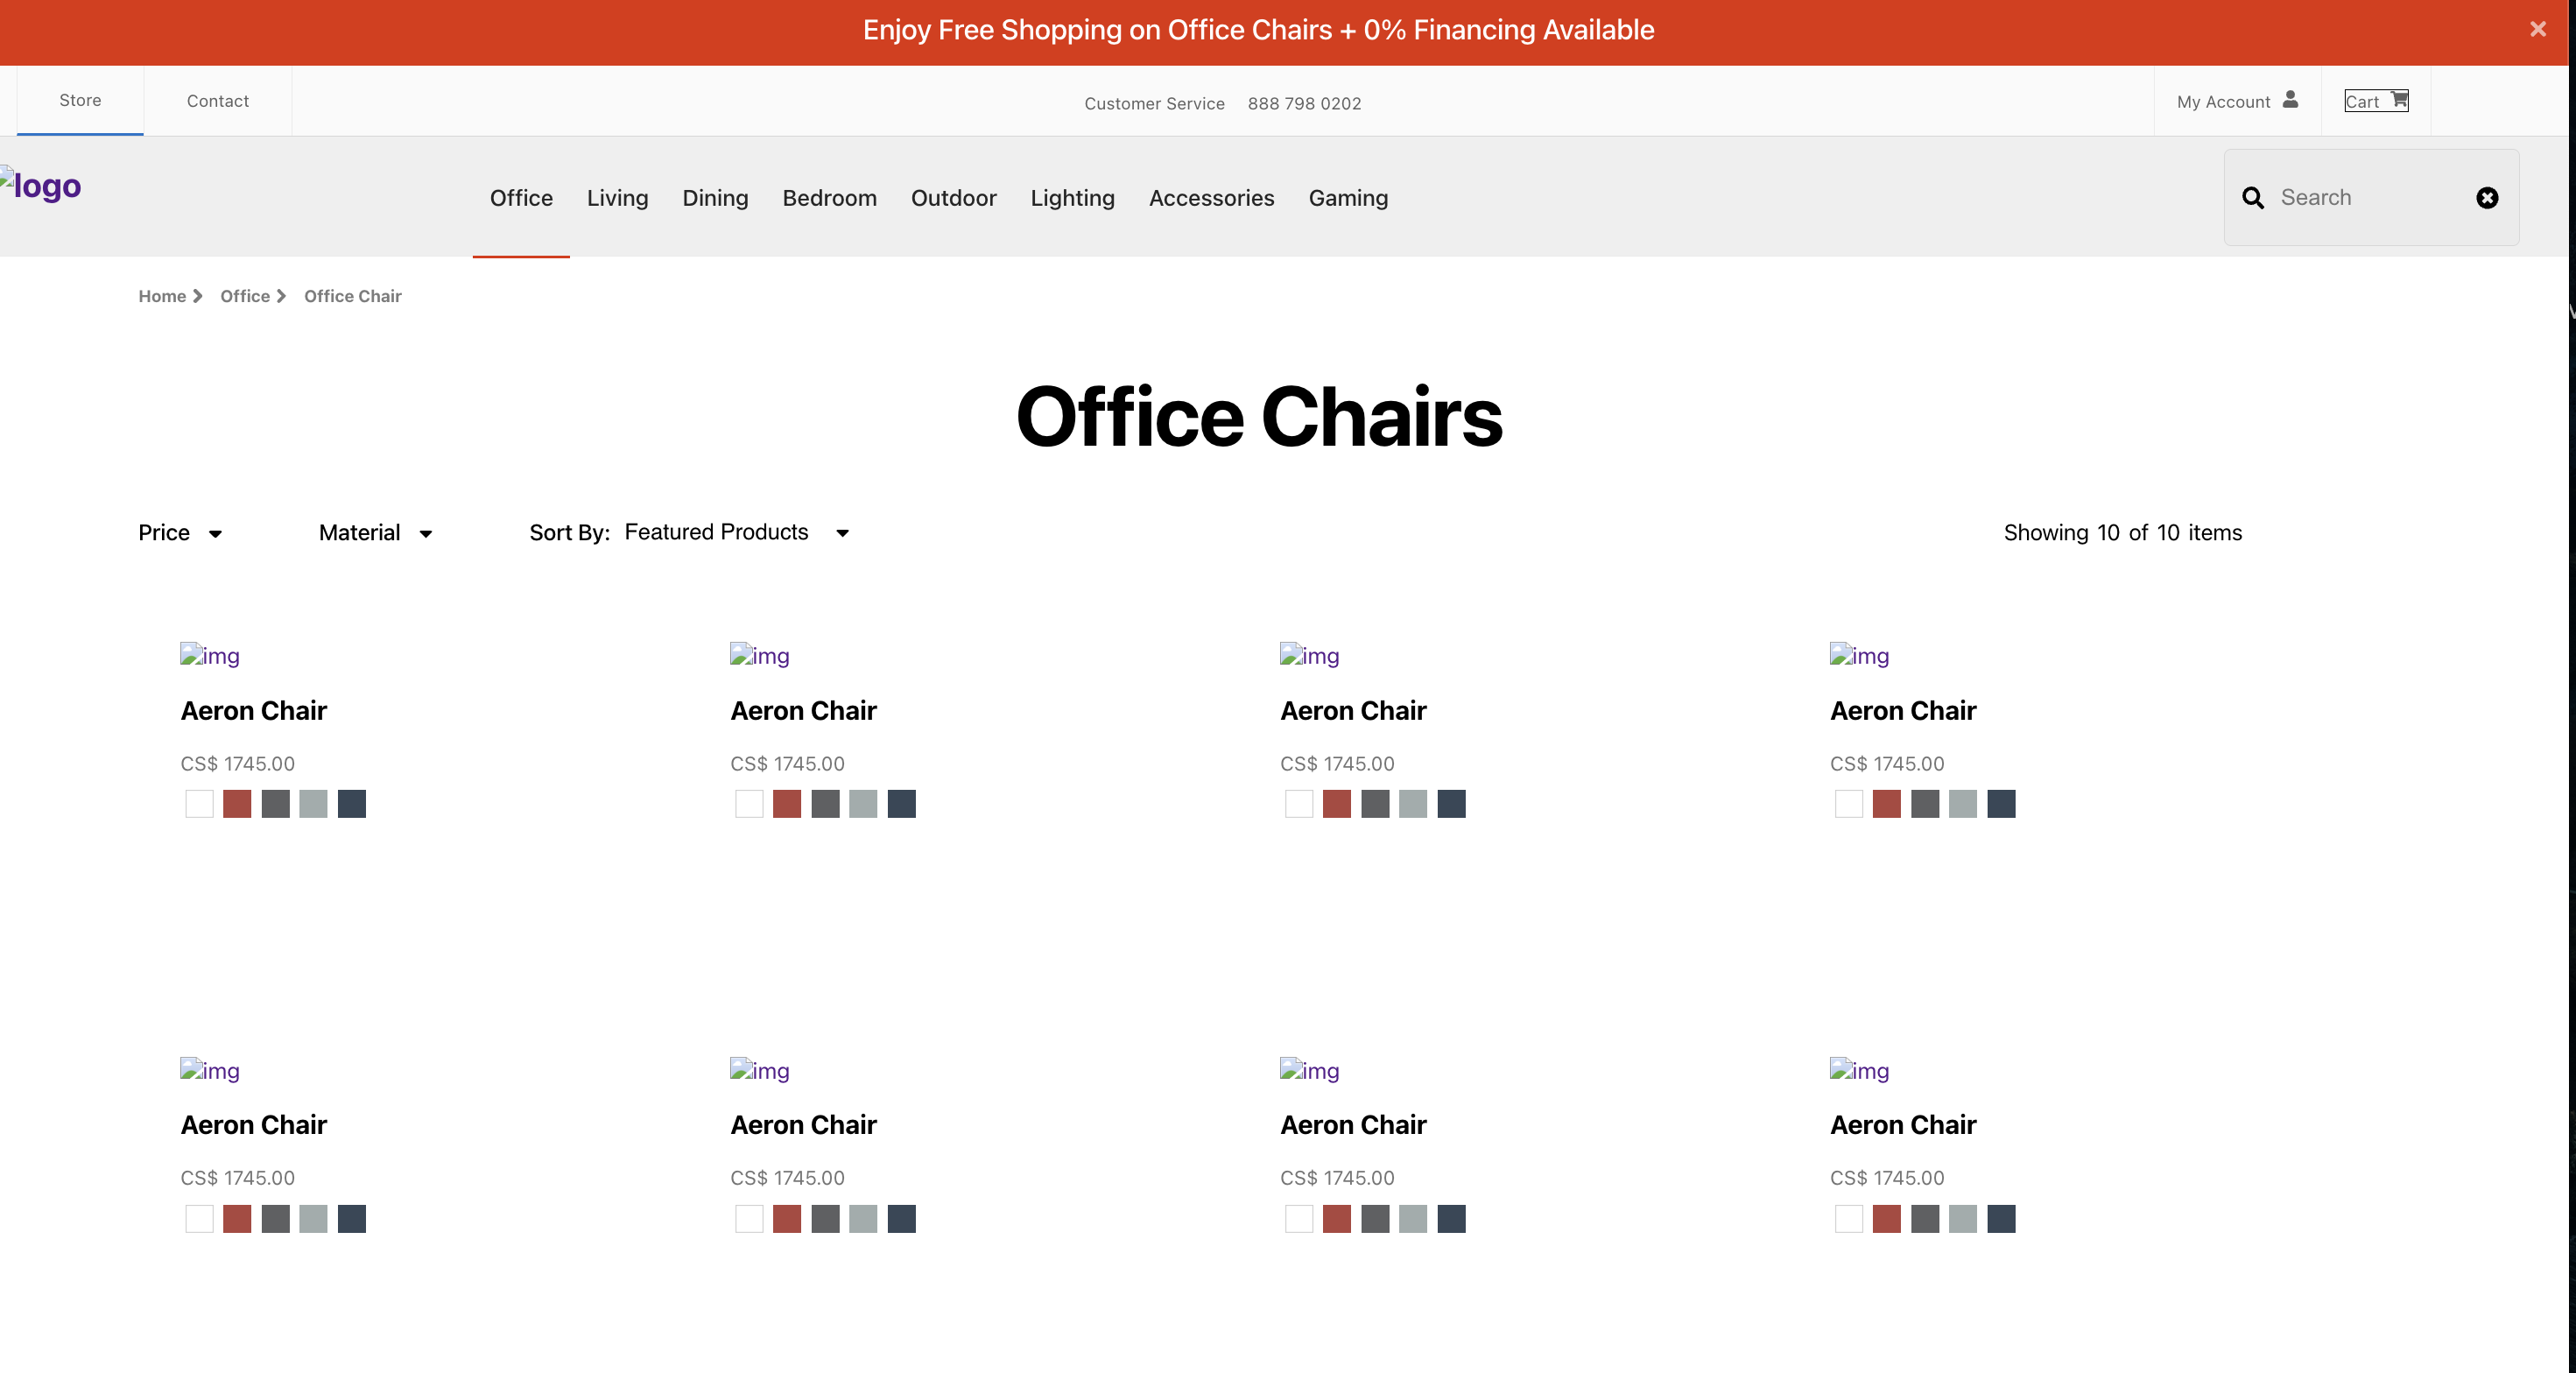 Enjoy Free Shopping on Office Chairs + 0% Financing Available
Store Contact Customer Service 888 798 0202 My Account Cart
logo Office Living Dining Bedroom Outdoor Lighting Accessories Gaming Search
Home Office Office Chair
Office Chairs
Price Material Sort By: Featured Products Showing 10 of 10 items
img img img img
Aeron Chair Aeron Chair Aeron Chair Aeron Chair
CS$ 1745.00 CS$ 1745.00 CS$ 1745.00 CS$ 1745.00
img img img img
Aeron Chair Aeron Chair Aeron Chair Aeron Chair
CS$ 1745.00 CS$ 1745.00 CS$ 1745.00 CS$ 1745.00